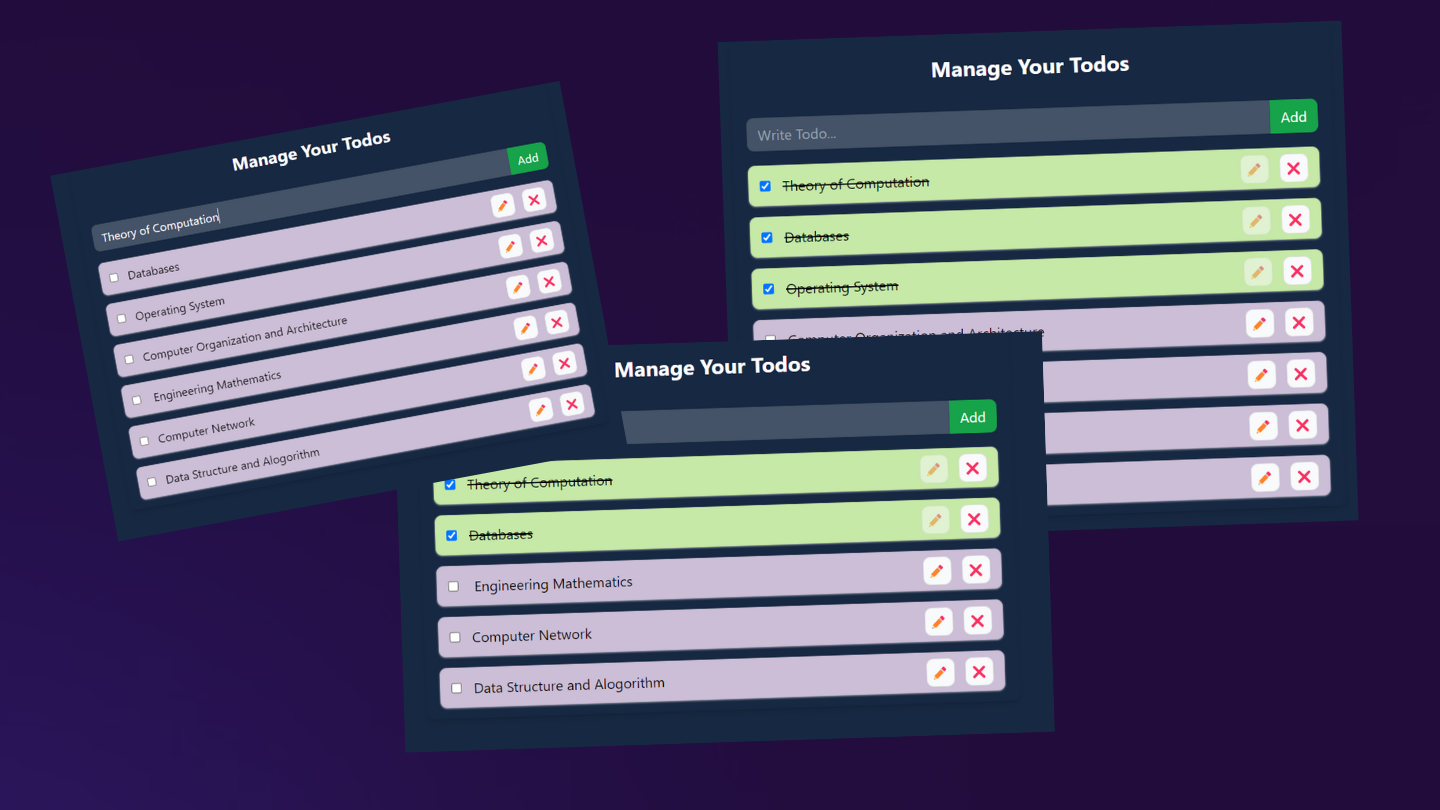 Manage Your Todos
Theory of Computation
Add
Databases
Operating System
Computer Organization and Architecture
Engineering Mathematics
Computer Network
Data Structure and Alogorithm
Manage Your Todos
Write Todo...
Add
Theory of Computation
Databases
Operating System
Computer Organization and Architecture
Manage Your Todos
Add
Theory of Computation
Databases
Engineering Mathematics
Computer Network
Data Structure and Alogorithm